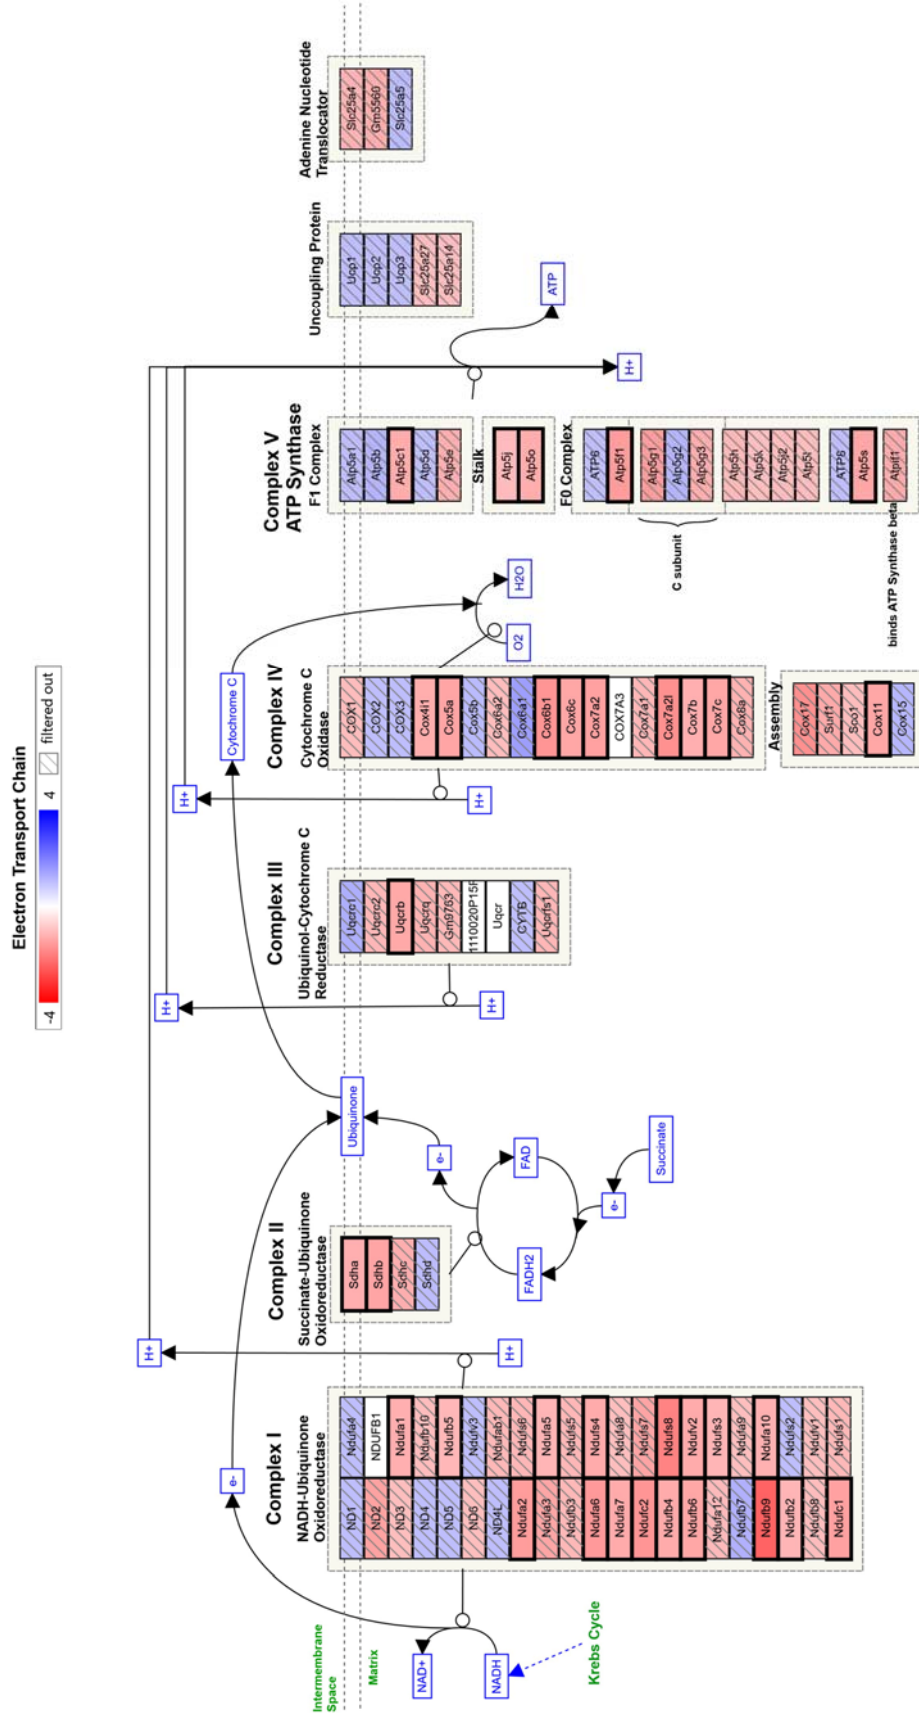 Electron Transport Chain
-4
4
filtered out
Intermembrane
Space
Matrix
NAD+
NADH
Krebs Cycle
e-
Complex I
NADH-Ubiquinone
Oxidoreductase
ND1
ND2
ND3
ND4
ND5
ND6
ND4L
Ndufa2
Ndufa3
Ndufb3
Ndufa6
Ndufa7
Ndufc2
Ndufb4
Ndufb6
Ndufa12
Ndufb7
Ndufb9
Ndufb2
Ndufb8
Ndufc1
Ndufa4
NDUFB1
Ndufa1
Ndufb10
Ndufb5
Ndufv3
Ndufab1
Ndufs6
Ndufa5
Ndufs5
Ndufs4
Ndufa8
Ndufs7
Ndufs8
Ndufv2
Ndufs3
Ndufa9
Ndufa10
Ndufs2
Ndufv1
Ndufs1
H+
H+
Complex II
Succinate-Ubiquinone
Oxidoreductase
Sdha
Sdhb
Sdhc
Sdhd
FADH2
FAD
e-
e-
Succinate
Ubiquinone
H+
H+
Complex III
Ubiquinol-Cytochrome C
Reductase
Uqcrc1
Uqcrc2
Uqcrb
Uqcrq
Gm9763
1110020P15F
Uqcr
CYTB
Uqcrfs1
Cytochrome C
H+
H+
Complex IV
Cytochrome C
Oxidase
COX1
COX2
COX3
Cox4i1
Cox5a
Cox5b
Cox6a2
Cox6a1
Cox6b1
Cox6c
Cox7a2
COX7A3
Cox7a1
Cox7a2l
Cox7b
Cox7c
Cox8a
Assembly
Cox17
Surf1
Sco1
Cox11
Cox15
O2
H2O
Complex V
ATP Synthase
F1 Complex
Atp5a1
Atp5b
Atp5c1
Atp5d
Atp5e
Stalk
Atp5j
Atp5o
F0 Complex
ATP6
Atp5f1
Atp5g1
Atp5g2
Atp5g3
Atp5h
Atp5k
Atp5j2
Atp5l
ATP8
Atp5s
Atpif1
C subunit
binds ATP Synthase beta
H+
ATP
Uncoupling Protein
Ucp1
Ucp2
Ucp3
Slc25a27
Slc25a14
Adenine Nucleotide
Translocator
Slc25a4
Gm5560
Slc25a5